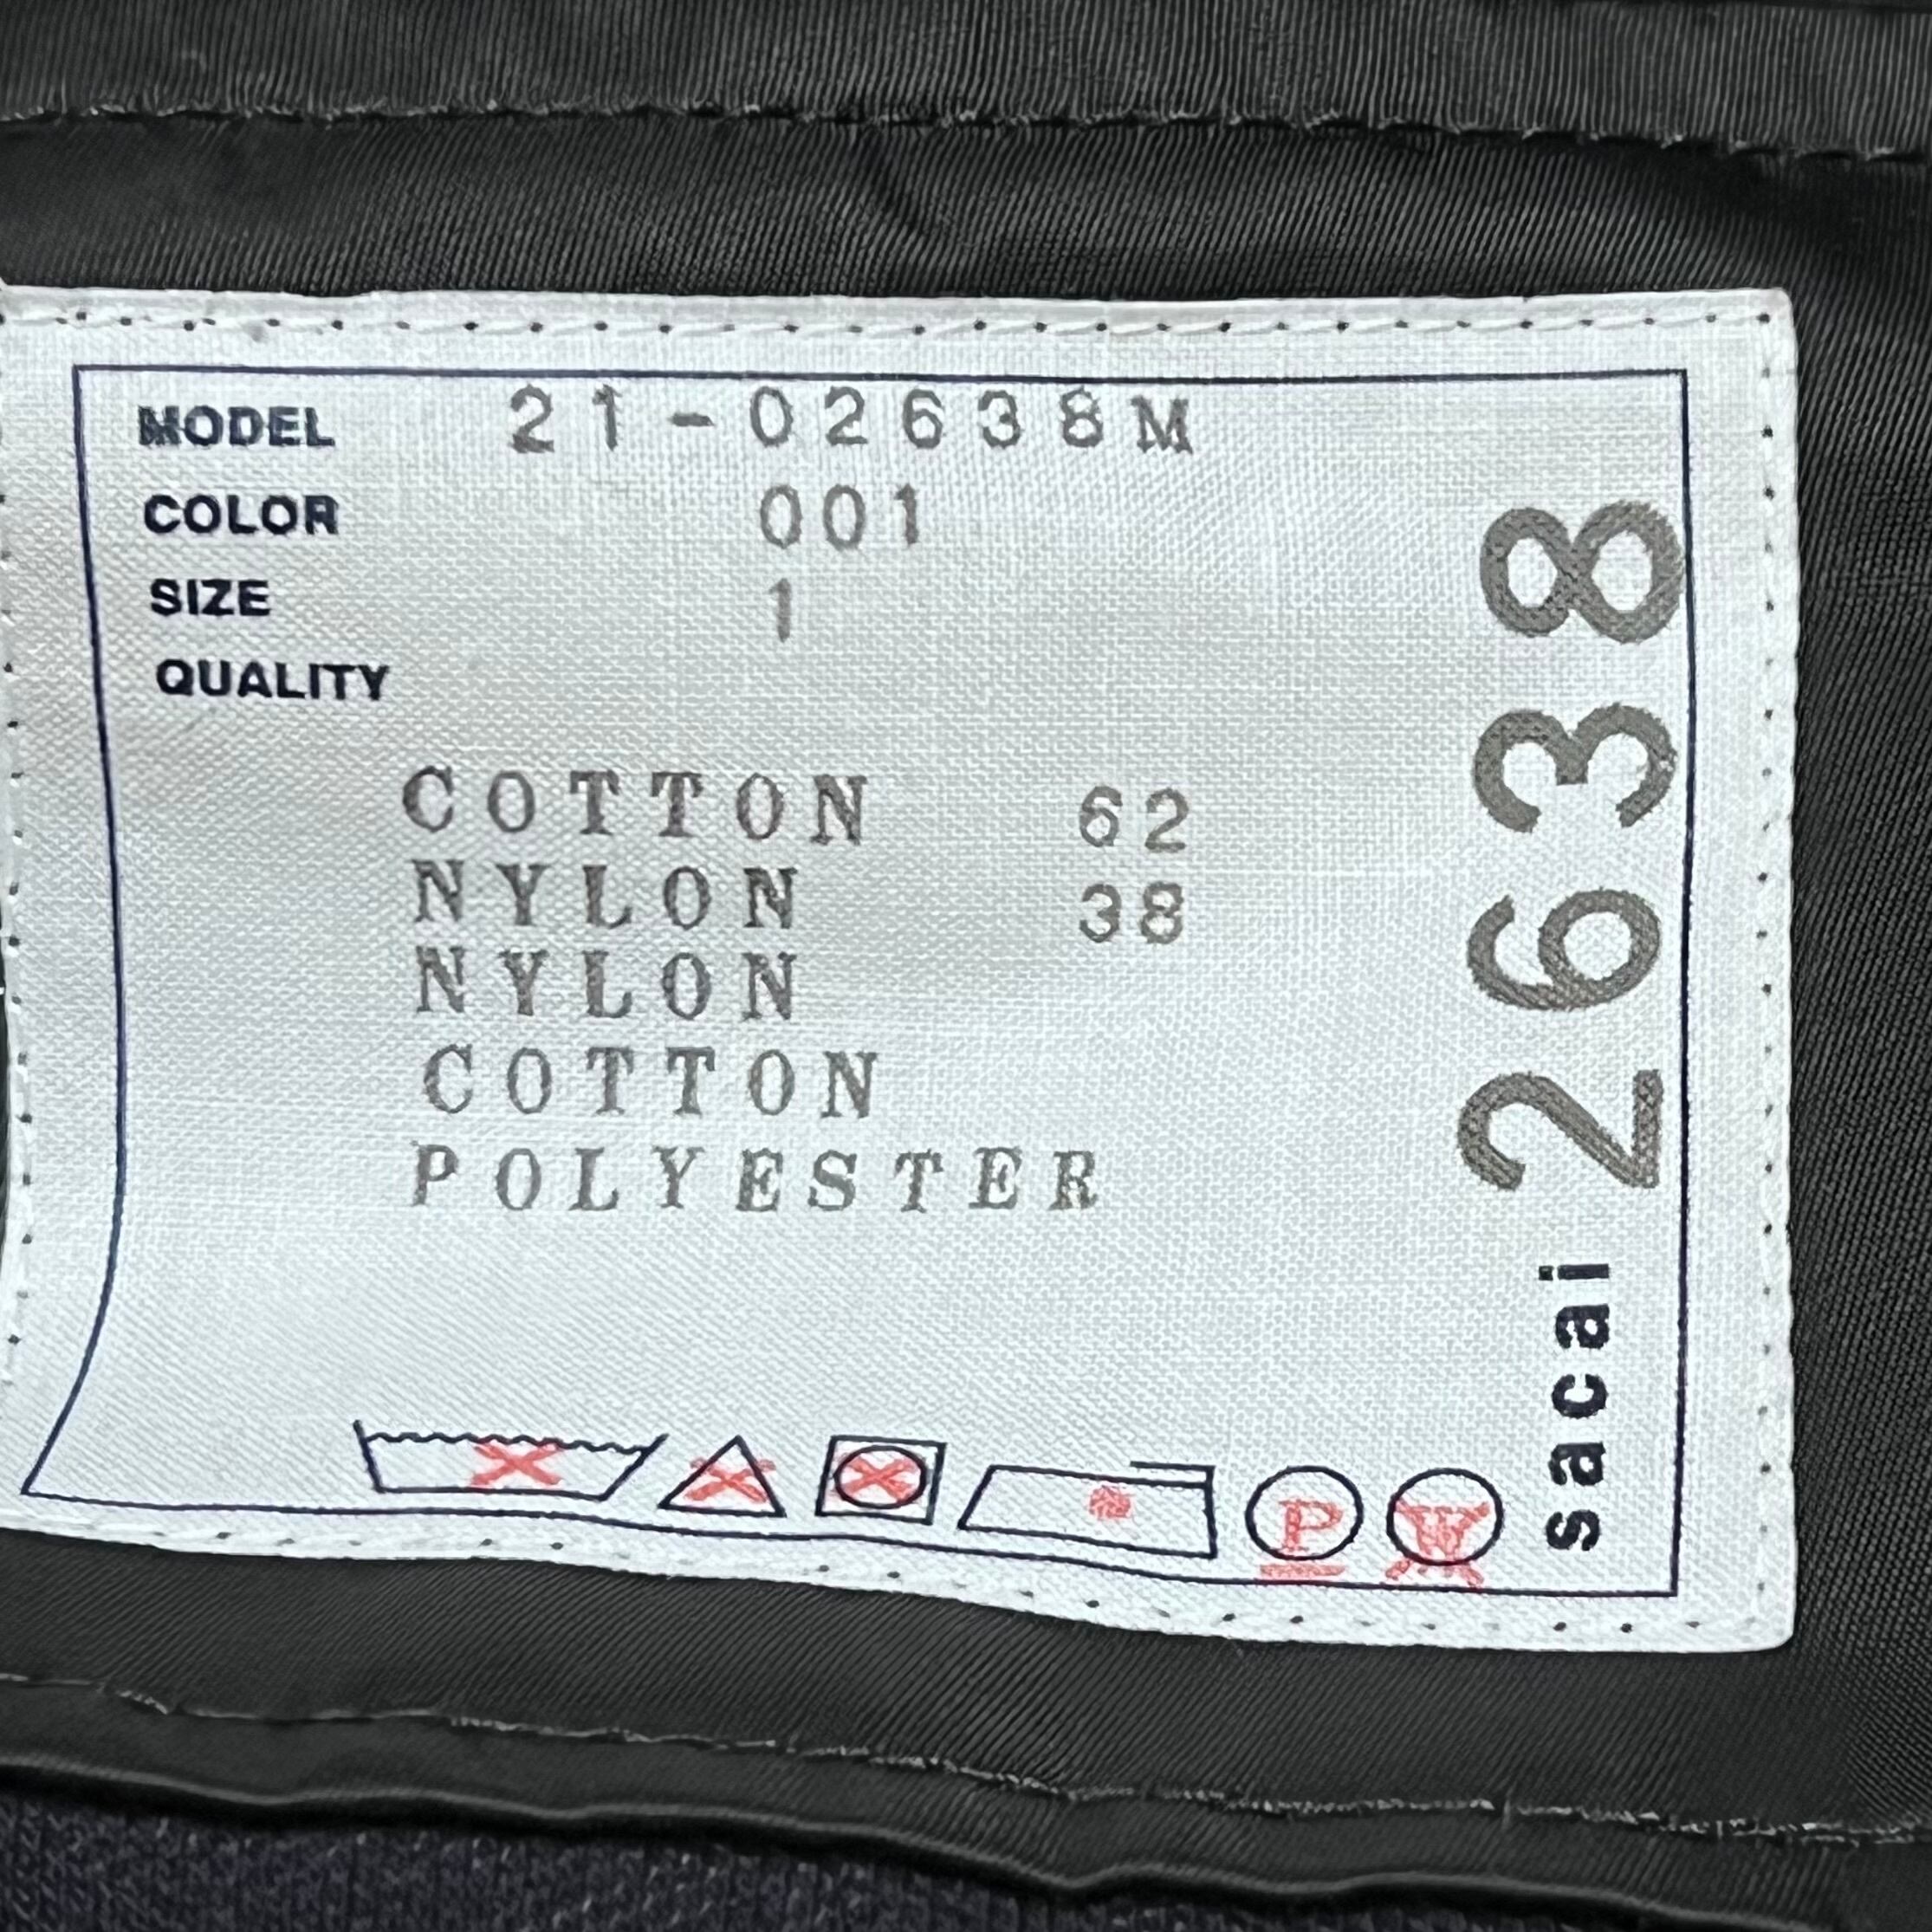 MODEL 21-02638M
COLOR 001
SIZE 1
QUALITY
COTTON 62
NYLON 38
NYLON
COTTON
POLYESTER
P
W
sacai 2638